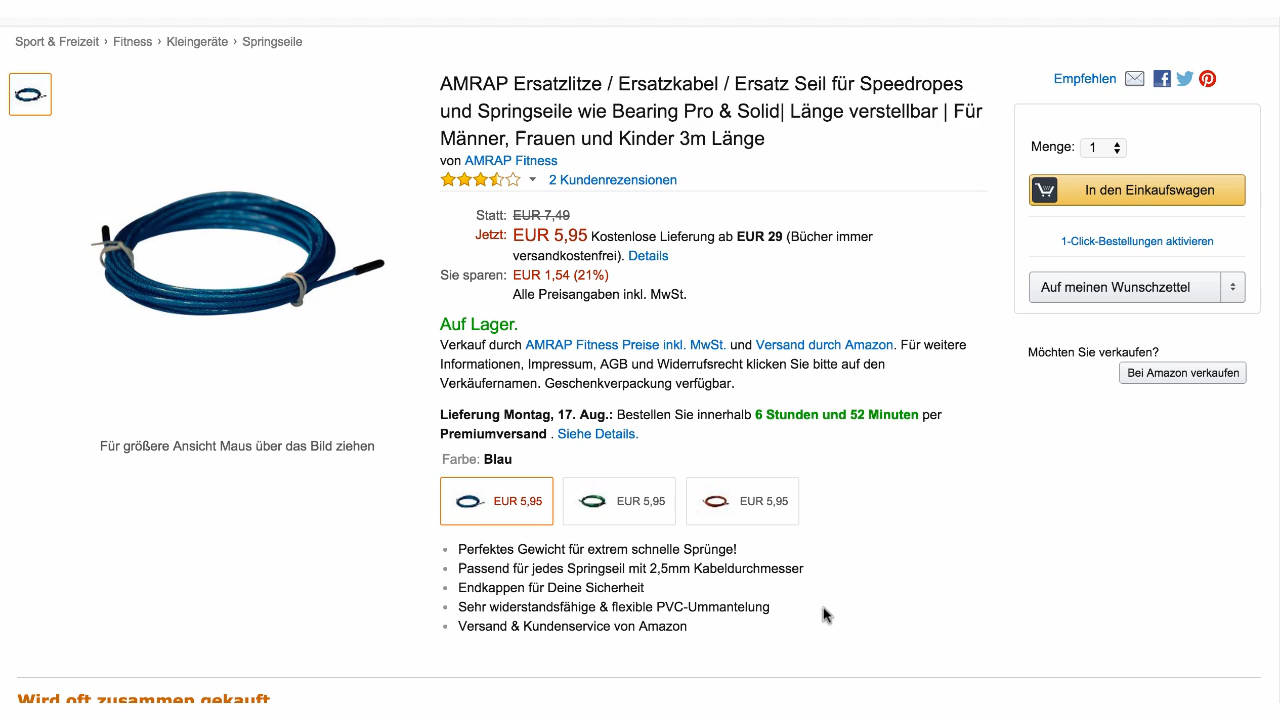 Sport & Freizeit › Fitness › Kleingeräte › Springseile
AMRAP Ersatzlitze / Ersatzkabel / Ersatz Seil für Speedropes
und Springseile wie Bearing Pro & Solid| Länge verstellbar | Für
Männer, Frauen und Kinder 3m Länge
von AMRAP Fitness
2 Kundenrezensionen
Statt: EUR 7,49
Jetzt: EUR 5,95 Kostenlose Lieferung ab EUR 29 (Bücher immer
versandkostenfrei). Details
Sie sparen: EUR 1,54 (21%)
Alle Preisangaben inkl. MwSt.
Auf Lager.
Verkauf durch AMRAP Fitness Preise inkl. MwSt. und Versand durch Amazon. Für weitere
Informationen, Impressum, AGB und Widerrufsrecht klicken Sie bitte auf den
Verkäufernamen. Geschenkverpackung verfügbar.
Lieferung Montag, 17. Aug.: Bestellen Sie innerhalb 6 Stunden und 52 Minuten per
Premiumversand . Siehe Details.
Farbe: Blau
EUR 5,95 EUR 5,95 EUR 5,95
Perfektes Gewicht für extrem schnelle Sprünge!
Passend für jedes Springseil mit 2,5mm Kabeldurchmesser
Endkappen für Deine Sicherheit
Sehr widerstandsfähige & flexible PVC-Ummantelung
Versand & Kundenservice von Amazon
Für größere Ansicht Maus über das Bild ziehen
Empfehlen
Menge: 1
In den Einkaufswagen
1-Click-Bestellungen aktivieren
Auf meinen Wunschzettel
Möchten Sie verkaufen?
Bei Amazon verkaufen
Wird oft zusammen gekauft